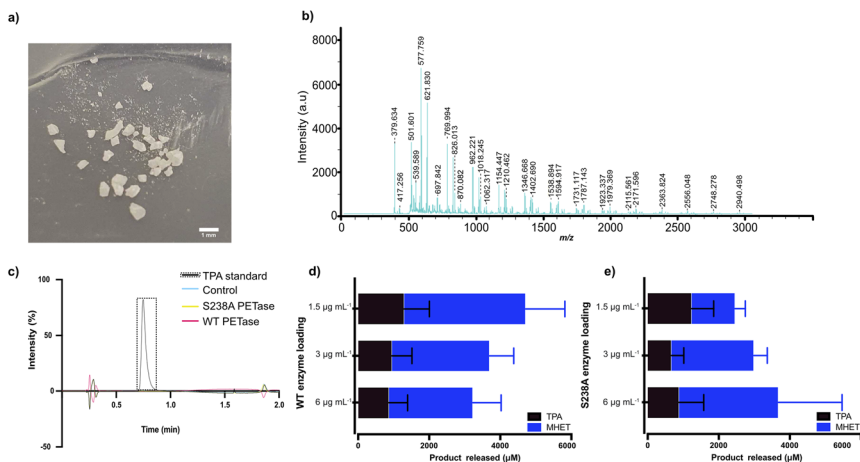 a)
1 mm
b)
Intensity (a.u)
8000
6000
4000
2000
0
379.634
417.256
501.601
539.589
577.759
621.830
697.842
769.994
826.013
870.082
962.221
1018.245
1062.317
1154.447
1210.462
1346.668
1402.690
1538.894
1594.917
1731.117
1787.143
1923.337
1979.369
2115.561
2171.596
2363.824
2556.048
2748.278
2940.498
0 500 1000 1500 2000 2500 3000
m/z
c)
Intensity (%)
100
50
0
-50
0.5 1.0 1.5 2.0
Time (min)
TPA standard
Control
S238A PETase
WT PETase
d)
WT enzyme loading
1.5 µg mL⁻¹
3 µg mL⁻¹
6 µg mL⁻¹
TPA
MHET
0 2000 4000 6000
Product released (µM)
e)
S238A enzyme loading
1.5 µg mL⁻¹
3 µg mL⁻¹
6 µg mL⁻¹
TPA
MHET
0 2000 4000 6000
Product released (µM)